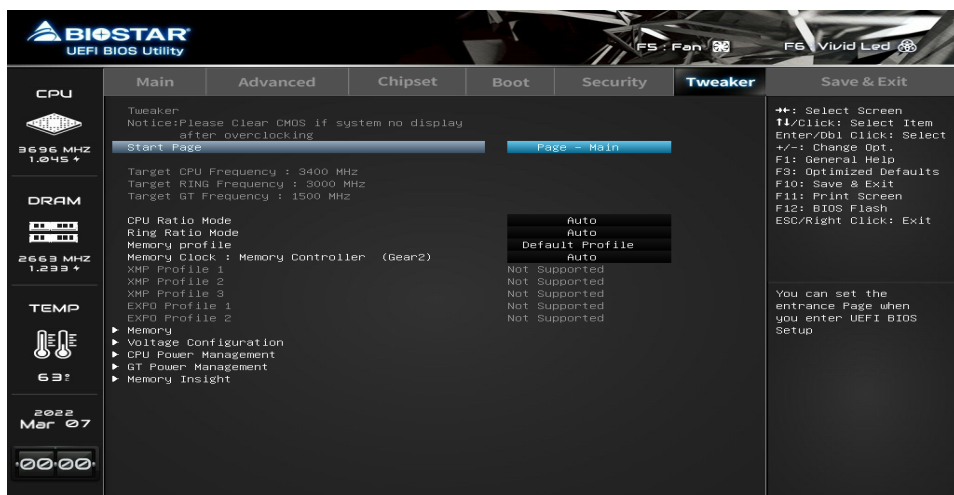 BIOSTAR®
UEFI BIOS Utility
F5 : Fan
F6 Vivid Led
Main Advanced Chipset Boot Security Tweaker Save & Exit
CPU
3696 MHZ
1.045
DRAM
2663 MHZ
1.233
TEMP
63°
2022
Mar 07
00:00
Tweaker
Notice:Please Clear CMOS if system no display
after overclocking
Start Page Page - Main
Target CPU Frequency : 3400 MHz
Target RING Frequency : 3000 MHz
Target GT Frequency : 1500 MHz
CPU Ratio Mode Auto
Ring Ratio Mode Auto
Memory profile Default Profile
Memory Clock : Memory Controller (Gear2) Auto
XMP Profile 1 Not Supported
XMP Profile 2 Not Supported
XMP Profile 3 Not Supported
EXPO Profile 1 Not Supported
EXPO Profile 2 Not Supported
Memory
Voltage Configuration
CPU Power Management
GT Power Management
Memory Insight
→←: Select Screen
↑↓/Click: Select Item
Enter/Dbl Click: Select
+/-: Change Opt.
F1: General Help
F3: Optimized Defaults
F10: Save & Exit
F11: Print Screen
F12: BIOS Flash
ESC/Right Click: Exit
You can set the
entrance Page when
you enter UEFI BIOS
Setup